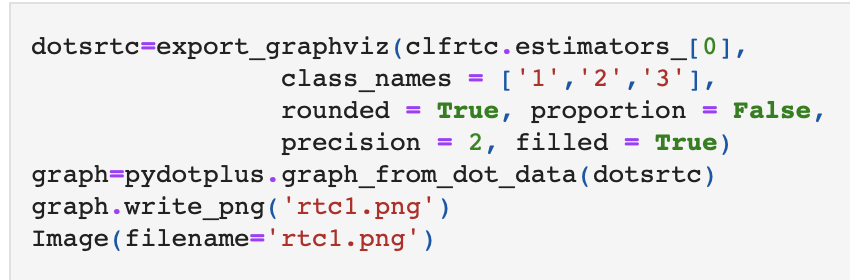 dotsrtc=export_graphviz(clfrtc.estimators_[0],
class_names = ['1','2','3'],
rounded = True, proportion = False,
precision = 2, filled = True)
graph=pydotplus.graph_from_dot_data(dotsrtc)
graph.write_png('rtc1.png')
Image(filename='rtc1.png')